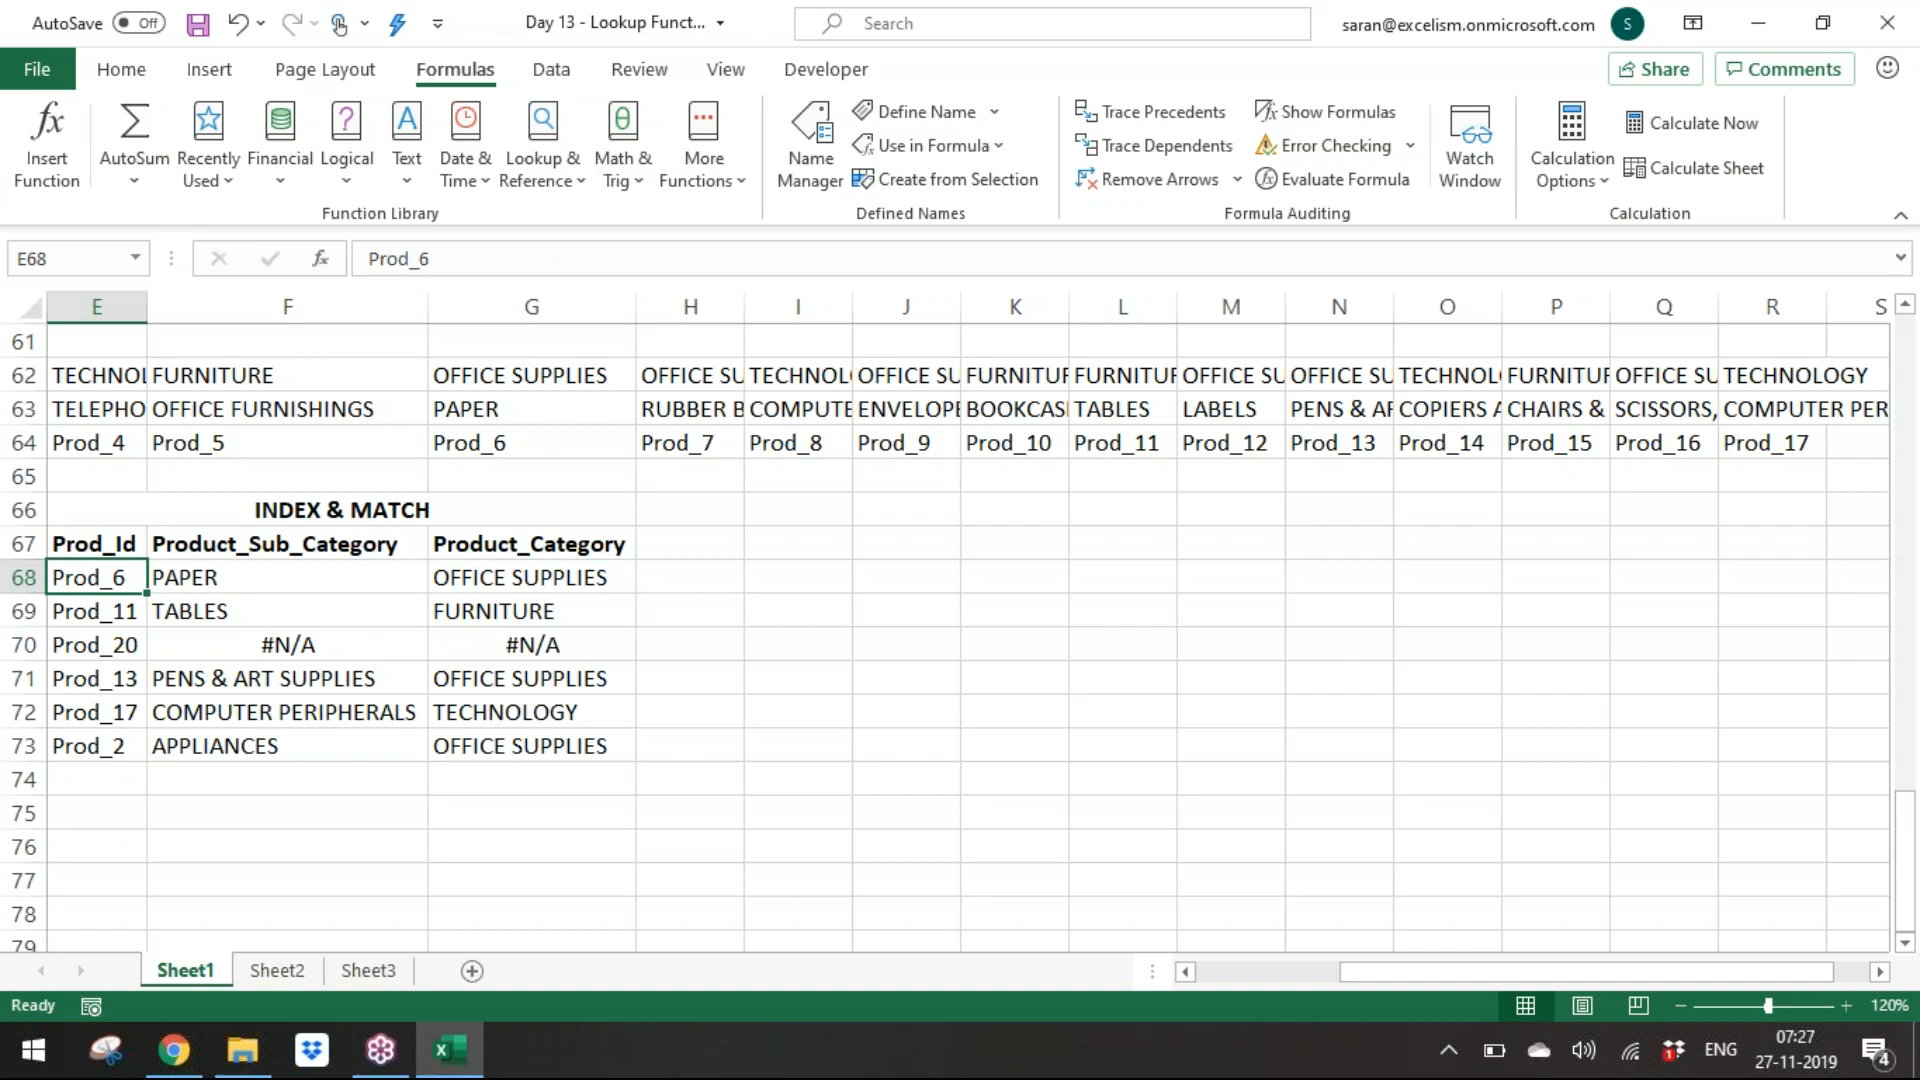 AutoSave Off Day 13 - Lookup Funct... Search saran@excelism.onmicrosoft.com S
File Home Insert Page Layout Formulas Data Review View Developer Share Comments
Insert Function
AutoSum
Recently Used
Financial
Logical
Text
Date & Time
Lookup & Reference
Math & Trig
More Functions
Function Library
Name Manager
Define Name
Use in Formula
Create from Selection
Defined Names
Trace Precedents
Trace Dependents
Remove Arrows
Show Formulas
Error Checking
Evaluate Formula
Formula Auditing
Watch Window
Calculation Options
Calculate Now
Calculate Sheet
Calculation
E68 fx Prod_6
E F G H I J K L M N O P Q R S
61
62 TECHNOL FURNITURE OFFICE SUPPLIES OFFICE SU TECHNOL OFFICE SU FURNITUR FURNITUR OFFICE SU OFFICE SU TECHNOL FURNITUR OFFICE SU TECHNOLOGY
63 TELEPHO OFFICE FURNISHINGS PAPER RUBBER B COMPUTE ENVELOPE BOOKCAS TABLES LABELS PENS & AR COPIERS A CHAIRS & SCISSORS, COMPUTER PER
64 Prod_4 Prod_5 Prod_6 Prod_7 Prod_8 Prod_9 Prod_10 Prod_11 Prod_12 Prod_13 Prod_14 Prod_15 Prod_16 Prod_17
65
66 INDEX & MATCH
67 Prod_Id Product_Sub_Category Product_Category
68 Prod_6 PAPER OFFICE SUPPLIES
69 Prod_11 TABLES FURNITURE
70 Prod_20 #N/A #N/A
71 Prod_13 PENS & ART SUPPLIES OFFICE SUPPLIES
72 Prod_17 COMPUTER PERIPHERALS TECHNOLOGY
73 Prod_2 APPLIANCES OFFICE SUPPLIES
74
75
76
77
78
79
Sheet1 Sheet2 Sheet3
Ready 120%
ENG 07:27
27-11-2019 4